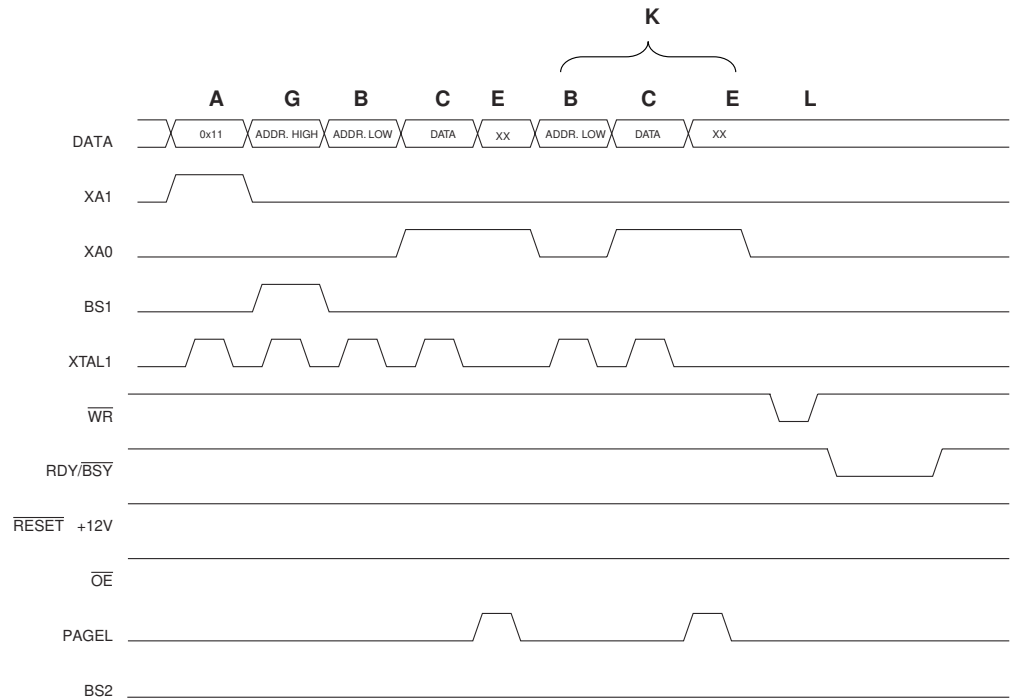 K
A G B C E B C E L
DATA 0x11 ADDR. HIGH ADDR. LOW DATA XX ADDR. LOW DATA XX
XA1
XA0
BS1
XTAL1
WR
RDY/BSY
RESET +12V
OE
PAGEL
BS2